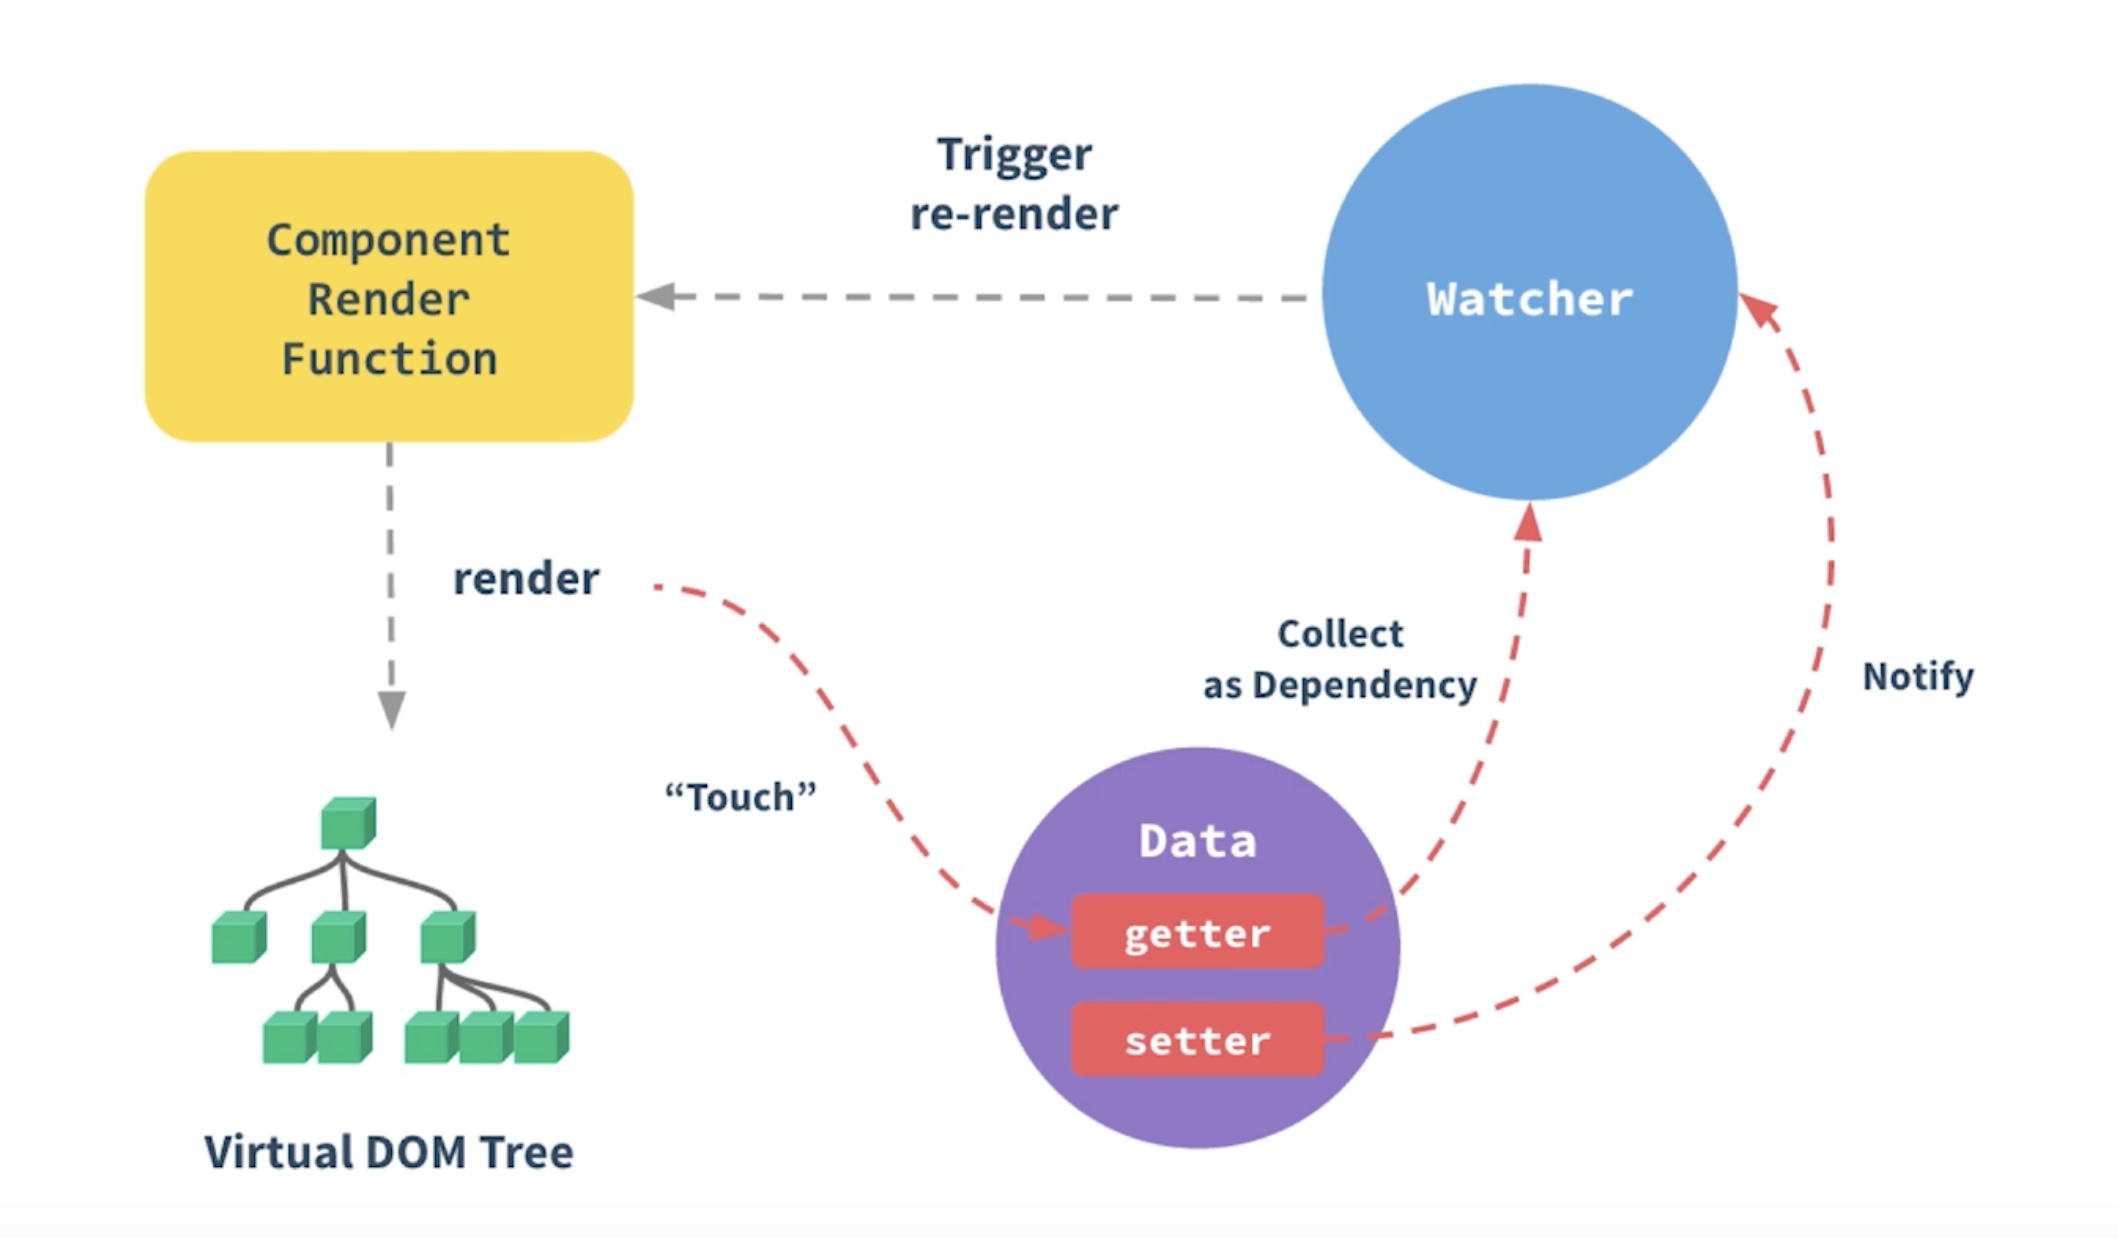 Trigger
re-render
Component
Render
Function
Watcher
render
Collect
as Dependency
Notify
“Touch”
Data
getter
setter
Virtual DOM Tree